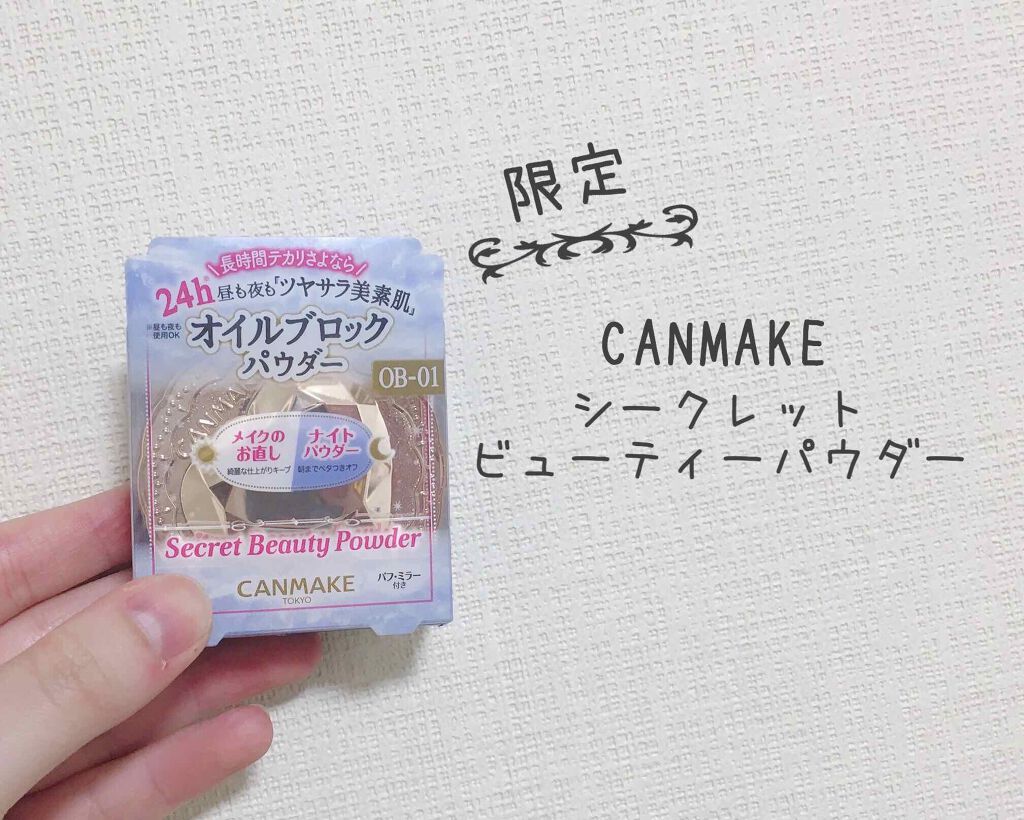 限定
CANMAKE
シークレット
ビューティーパウダー
\長時間テカリさよなら/
24h 昼も夜も「ツヤサラ美素肌」
※昼も夜も
使用OK
オイルブロック
パウダー
OB-01
CANMA
メイクの
お直し
綺麗な仕上がりキープ
ナイト
パウダー
朝までベタつきオフ
Secret Beauty Powder
CANMAKE
TOKYO
パフ・ミラー
付き